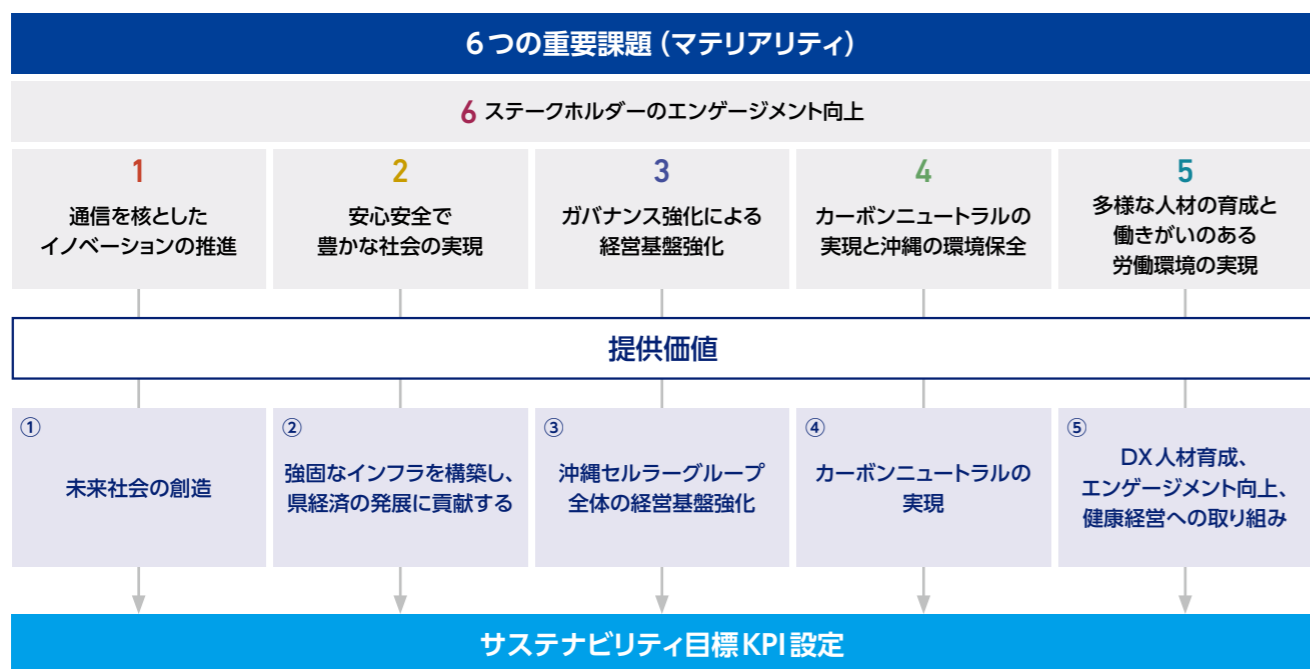 6つの重要課題（マテリアリティ）
6 ステークホルダーのエンゲージメント向上
1
通信を核とした
イノベーションの推進
2
安心安全で
豊かな社会の実現
3
ガバナンス強化による
経営基盤強化
4
カーボンニュートラルの
実現と沖縄の環境保全
5
多様な人材の育成と
働きがいのある
労働環境の実現
提供価値
①
未来社会の創造
②
強固なインフラを構築し、
県経済の発展に貢献する
③
沖縄セルラーグループ
全体の経営基盤強化
④
カーボンニュートラルの
実現
⑤
DX人材育成、
エンゲージメント向上、
健康経営への取り組み
サステナビリティ目標KPI設定